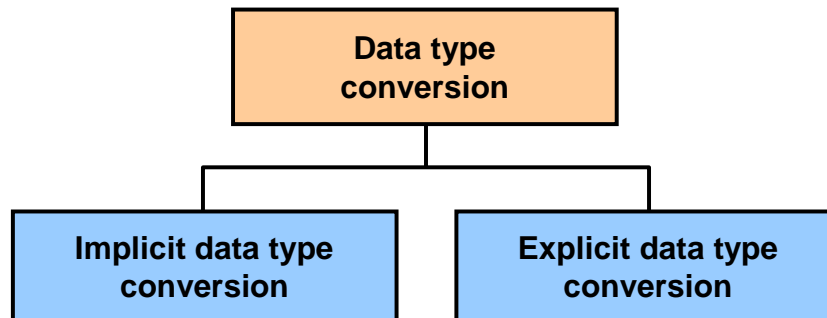 Data type
conversion
Implicit data type
conversion
Explicit data type
conversion